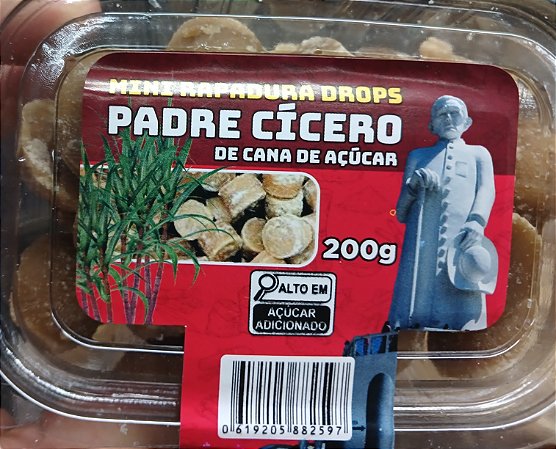 MINI RAPADURA DROPS
PADRE CÍCERO
DE CANA DE AÇÚCAR
200g
ALTO EM
AÇÚCAR
ADICIONADO
0 619205 882597